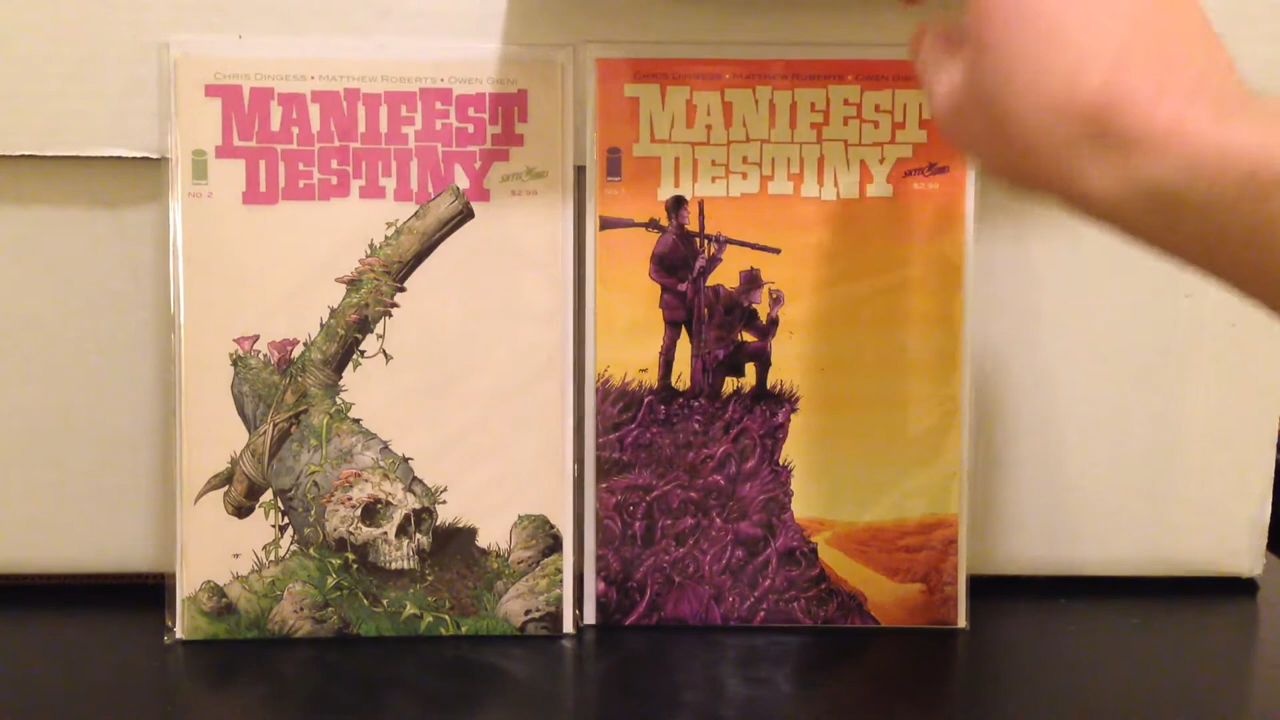 CHRIS DINGESS • MATTHEW ROBERTS • OWEN GIENI
MANIFEST
DESTINY
NO. 2
$2.99
CHRIS DINGESS • MATTHEW ROBERTS • OWEN
MANIFEST
DESTINY
$2.99